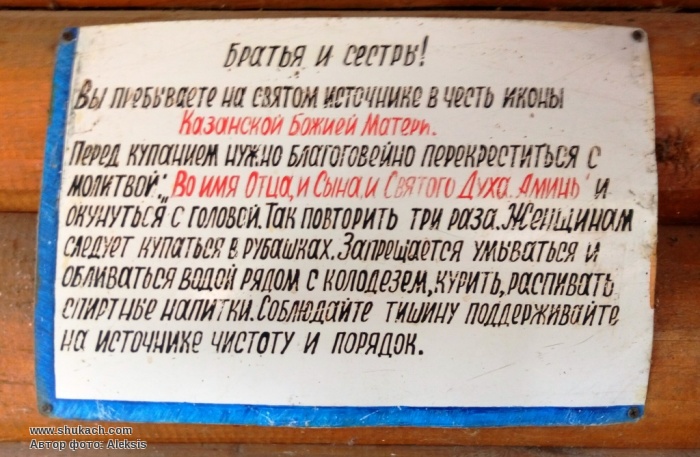 Братья и сестры!
Вы пребываете на святом источнике в честь иконы
Казанской Божией Матери.
Перед купанием нужно благоговейно перекреститься с
молитвой: „Во имя Отца, и Сына, и Святого Духа. Аминь" и
окунуться с головой. Так повторить три раза. Женщинам
следует купаться в рубашках. Запрещается умываться и
обливаться водой рядом с колодезем, курить, распивать
спиртные напитки. Соблюдайте тишину поддерживайте
на источнике чистоту и порядок.
www.shukach.com
Автор фото: Aleksis